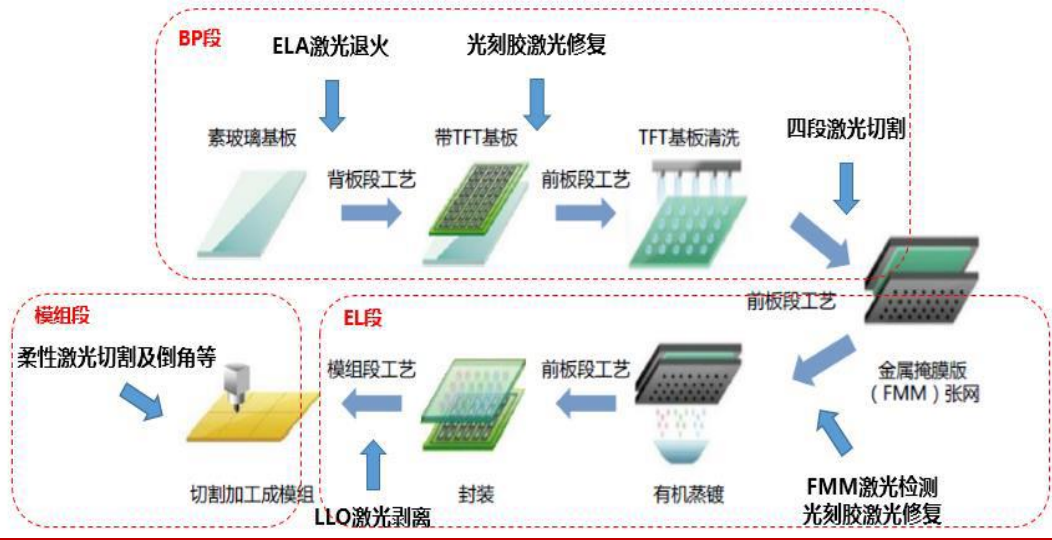 BP段
ELA激光退火
光刻胶激光修复
四段激光切割
素玻璃基板
带TFT基板
TFT基板清洗
背板段工艺
前板段工艺
前板段工艺
模组段
柔性激光切割及倒角等
EL段
模组段工艺
前板段工艺
金属掩膜版
（FMM）张网
切割加工成模组
封装
有机蒸镀
LLO激光剥离
FMM激光检测
光刻胶激光修复